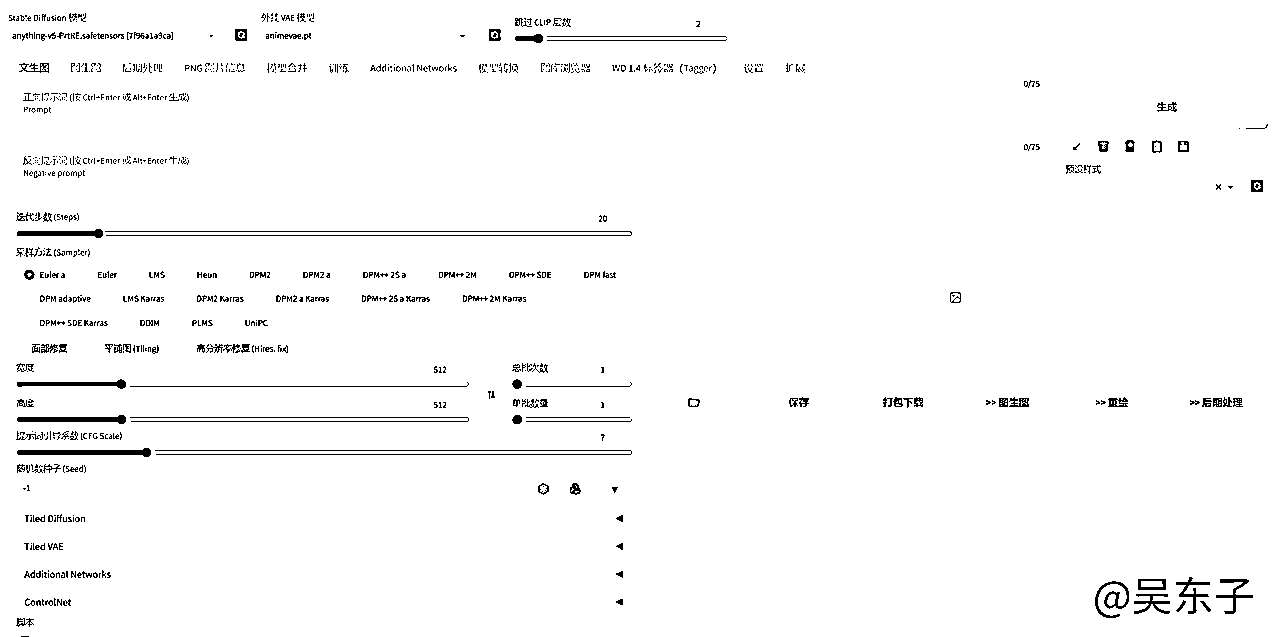 Stable Diffusion 模型 外挂 VAE 模型 跳过 CLIP 层数 2
anything-v5-PrtRE.safetensors [7f96a1a9ca] animevae.pt
文生图 图生图 后期处理 PNG 图片信息 模型合并 训练 Additional Networks 模型转换 图库浏览器 WD 1.4 标签器 (Tagger) 设置 扩展
正向提示词 (按 Ctrl+Enter 或 Alt+Enter 生成) 0/75
Prompt
生成
反向提示词 (按 Ctrl+Enter 或 Alt+Enter 生成) 0/75
Negative prompt
预设样式
迭代步数 (Steps) 20
采样方法 (Sampler)
Euler a Euler LMS Heun DPM2 DPM2 a DPM++ 2S a DPM++ 2M DPM++ SDE DPM fast
DPM adaptive LMS Karras DPM2 Karras DPM2 a Karras DPM++ 2S a Karras DPM++ 2M Karras
DPM++ SDE Karras DDIM PLMS UniPC
面部修复 平铺图 (Tiling) 高分辨率修复 (Hires. fix)
宽度 512 总批次数 1
高度 512 单批数量 1
保存 打包下载 >> 图生图 >> 重绘 >> 后期处理
提示词引导系数 (CFG Scale) 7
随机数种子 (Seed)
-1
Tiled Diffusion
Tiled VAE
Additional Networks
ControlNet
脚本
@吴东子